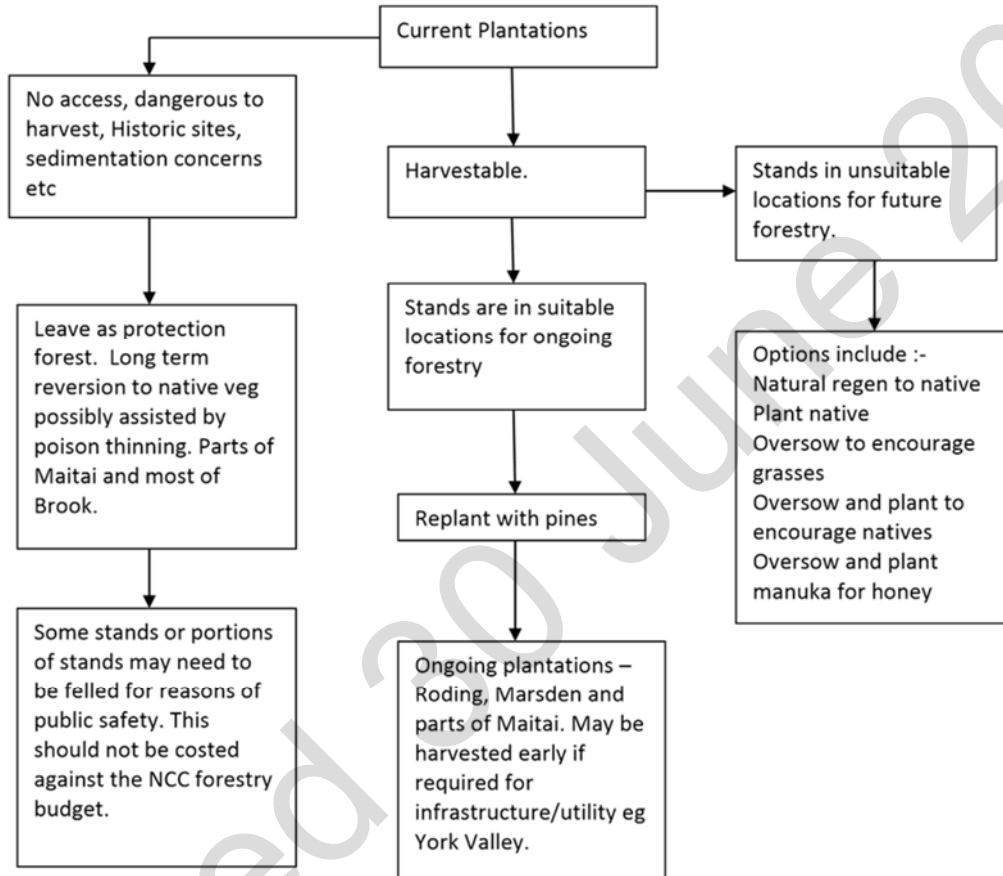 Current Plantations
No access, dangerous to
harvest, Historic sites,
sedimentation concerns
etc
Harvestable.
Stands in unsuitable
locations for future
forestry.
Leave as protection
forest. Long term
reversion to native veg
possibly assisted by
poison thinning. Parts of
Maitai and most of
Brook.
Stands are in suitable
locations for ongoing
forestry
Options include :-
Natural regen to native
Plant native
Oversow to encourage
grasses
Oversow and plant to
encourage natives
Oversow and plant
manuka for honey
Replant with pines
Some stands or portions
of stands may need to
be felled for reasons of
public safety. This
should not be costed
against the NCC forestry
budget.
Ongoing plantations –
Roding, Marsden and
parts of Maitai. May be
harvested early if
required for
infrastructure/utility eg
York Valley.
30 June